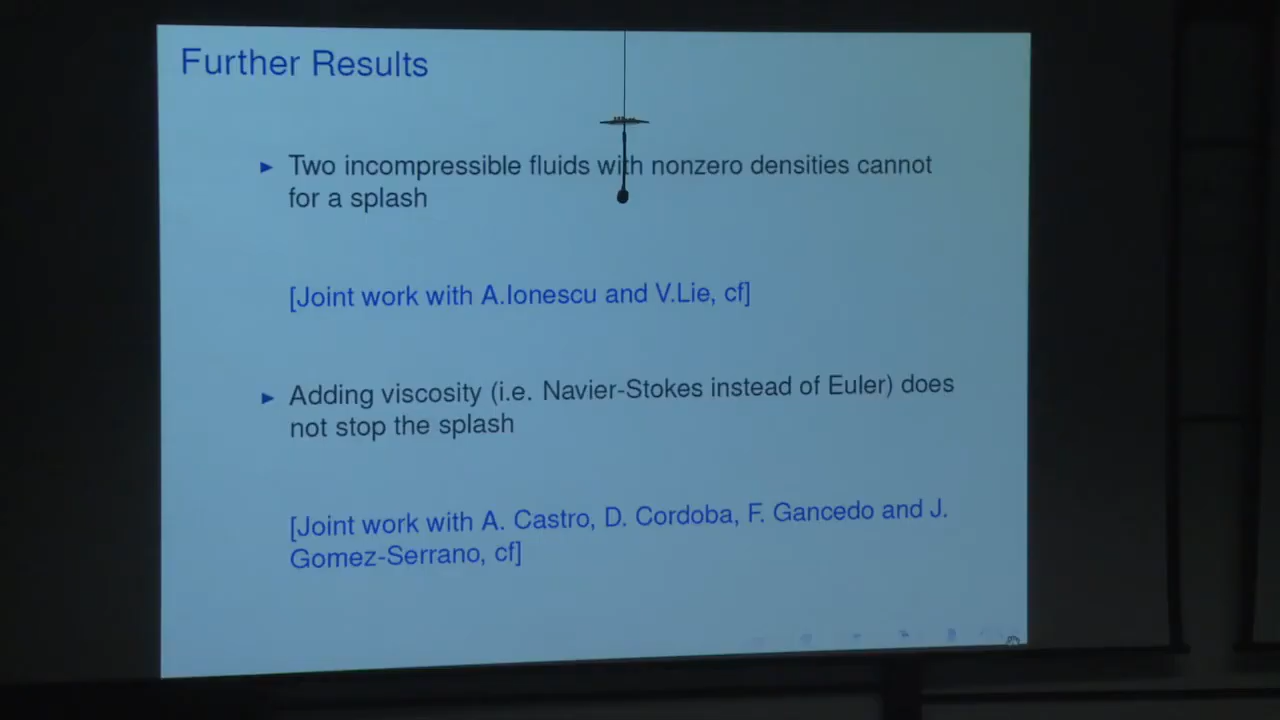 Further Results
Two incompressible fluids with nonzero densities cannot
for a splash
[Joint work with A.Ionescu and V.Lie, cf]
Adding viscosity (i.e. Navier-Stokes instead of Euler) does
not stop the splash
[Joint work with A. Castro, D. Cordoba, F. Gancedo and J.
Gomez-Serrano, cf]